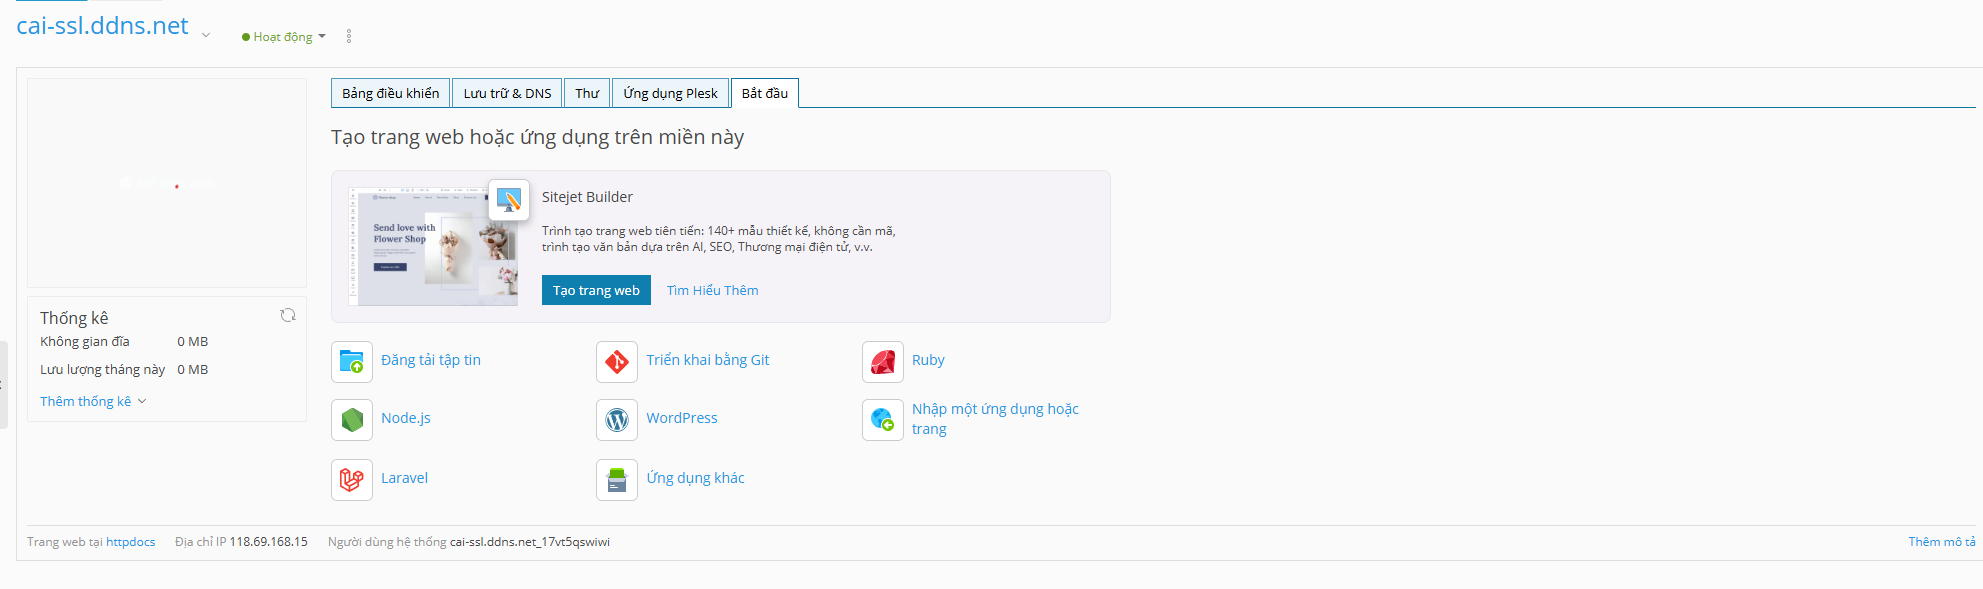 cai-ssl.ddns.net
Hoạt động
Bảng điều khiển
Lưu trữ & DNS
Thư
Ứng dụng Plesk
Bắt đầu
Tạo trang web hoặc ứng dụng trên miền này
Send love with
Flower Shop
Sitejet Builder
Trình tạo trang web tiên tiến: 140+ mẫu thiết kế, không cần mã,
trình tạo văn bản dựa trên AI, SEO, Thương mại điện tử, v.v.
Tạo trang web
Tìm Hiểu Thêm
Thống kê
Không gian đĩa 0 MB
Lưu lượng tháng này 0 MB
Thêm thống kê
Đăng tải tập tin
Triển khai bằng Git
Ruby
Node.js
WordPress
Nhập một ứng dụng hoặc
trang
Laravel
Ứng dụng khác
Trang web tại httpdocs
Địa chỉ IP 118.69.168.15
Người dùng hệ thống cai-ssl.ddns.net_17vt5qswiwi
Thêm mô tả